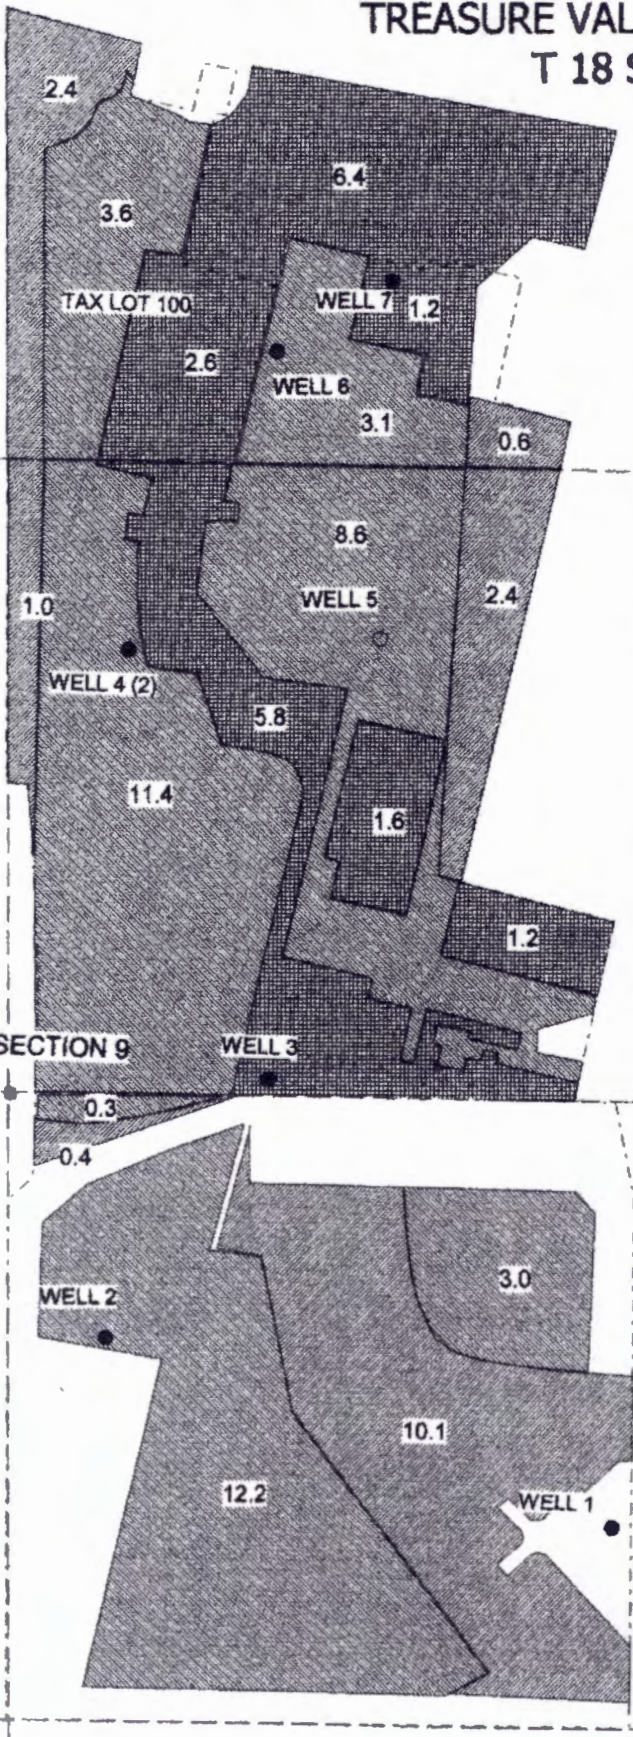 TREASURE VAL
T 18 S
2.4
6.4
3.6
TAX LOT 100
WELL 7
1.2
2.6
WELL 6
3.1
0.6
8.6
1.0
WELL 5
2.4
WELL 4 (2)
5.8
11.4
1.6
1.2
SECTION 9
WELL 3
0.3
0.4
3.0
WELL 2
10.1
12.2
WELL 1